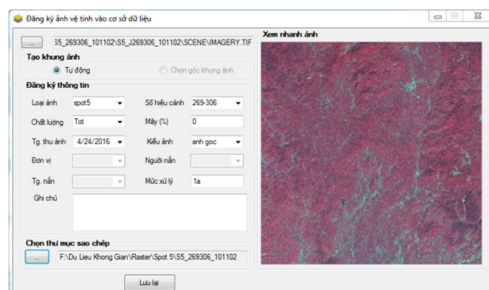 Đăng ký ảnh vệ tinh vào cơ sở dữ liệu
... S5_269306_101102\S5_J269306_101102\SCENE\IMAGERY.TIF
Xem nhanh ảnh
Tạo khung ảnh
Tự động Chọn góc khung ảnh
Đăng ký thông tin
Loại ảnh spot5 Số hiệu cảnh 269-306
Chất lượng Tot Mây (%) 0
Tg. thu ảnh 4/24/2016 Kiểu ảnh anh goc
Đơn vị Người nắn
Tg. nắn Mức xử lý 1a
Ghi chú
Chọn thư mục sao chép
... F:\Du Lieu Khong Gian\Raster\Spot 5\S5_269306_101102
Lưu lại